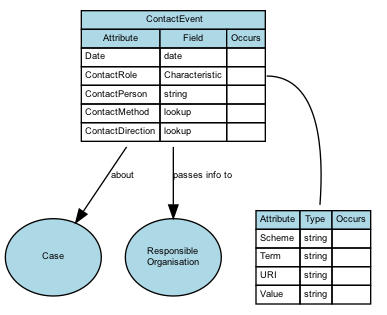 ContactEvent
Attribute Field Occurs
Date date
ContactRole Characteristic
ContactPerson string
ContactMethod lookup
ContactDirection lookup
about
passes info to
Case
Responsible
Organisation
Attribute Type Occurs
Scheme string
Term string
URI string
Value string